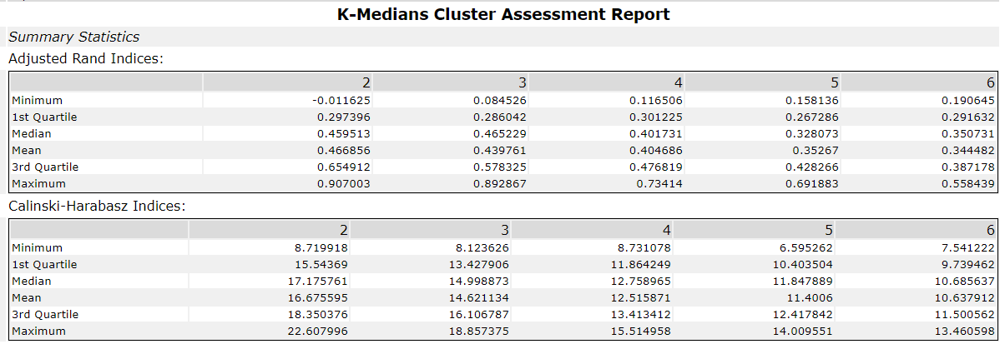 K-Medians Cluster Assessment Report
Summary Statistics
Adjusted Rand Indices:
2 3 4 5 6
Minimum -0.011625 0.084526 0.116506 0.158136 0.190645
1st Quartile 0.297396 0.286042 0.301225 0.267286 0.291632
Median 0.459513 0.465229 0.401731 0.328073 0.350731
Mean 0.466856 0.439761 0.404686 0.35267 0.344482
3rd Quartile 0.654912 0.578325 0.476819 0.428266 0.387178
Maximum 0.907003 0.892867 0.73414 0.691883 0.558439
Calinski-Harabasz Indices:
2 3 4 5 6
Minimum 8.719918 8.123626 8.731078 6.595262 7.541222
1st Quartile 15.54369 13.427906 11.864249 10.403504 9.739462
Median 17.175761 14.998873 12.758965 11.847889 10.685637
Mean 16.675595 14.621134 12.515871 11.4006 10.637912
3rd Quartile 18.350376 16.106787 13.413412 12.417842 11.500562
Maximum 22.607996 18.857375 15.514958 14.009551 13.460598